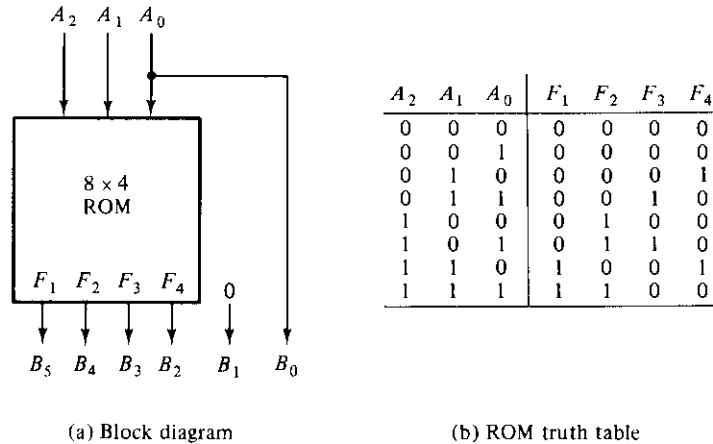 A₂ A₁ A₀
8 × 4
ROM
F₁ F₂ F₃ F₄ 0
B₅ B₄ B₃ B₂ B₁ B₀
(a) Block diagram
A₂ A₁ A₀ F₁ F₂ F₃ F₄
0 0 0 0 0 0 0
0 0 1 0 0 0 0
0 1 0 0 0 0 1
0 1 1 0 0 1 0
1 0 0 0 1 0 0
1 0 1 0 1 1 0
1 1 0 1 0 0 1
1 1 1 1 1 0 0
(b) ROM truth table